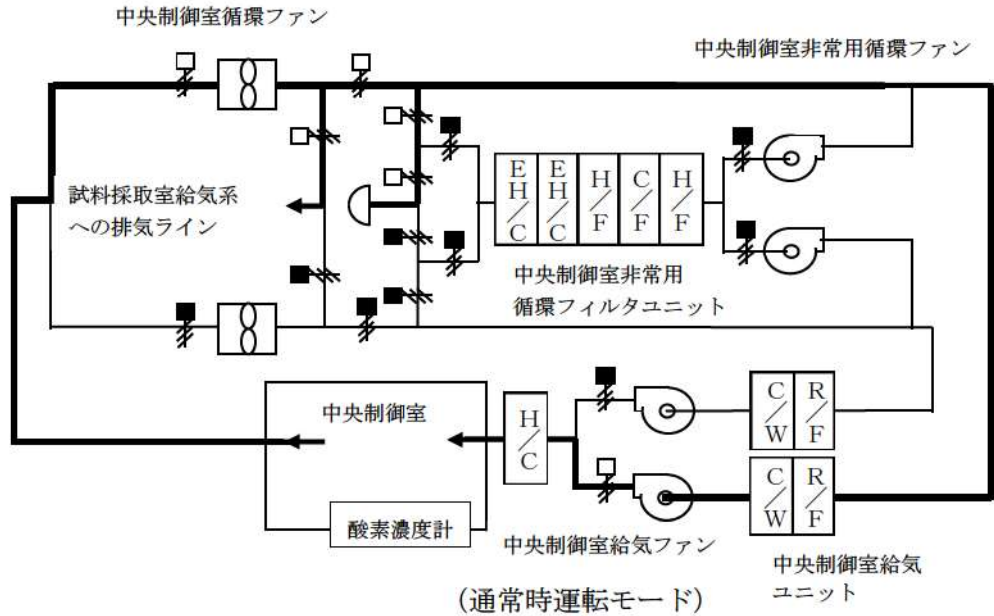 中央制御室循環ファン
中央制御室非常用循環ファン
試料採取室給気系
への排気ライン
EH/C
EH/C
H/F
C/F
H/F
中央制御室非常用
循環フィルタユニット
中央制御室
H/C
C/W
R/F
C/W
R/F
酸素濃度計
中央制御室給気ファン
中央制御室給気
ユニット
(通常時運転モード)